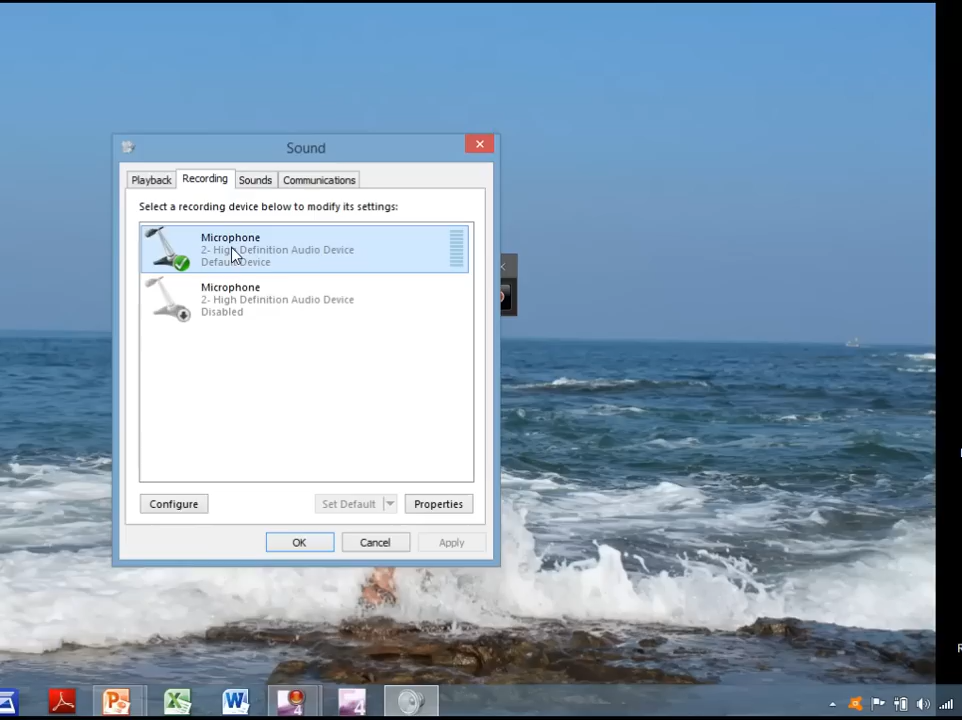 Sound
Playback Recording Sounds Communications
Select a recording device below to modify its settings:
Microphone
2- High Definition Audio Device
Default Device
Microphone
2- High Definition Audio Device
Disabled
Configure Set Default Properties
OK Cancel Apply